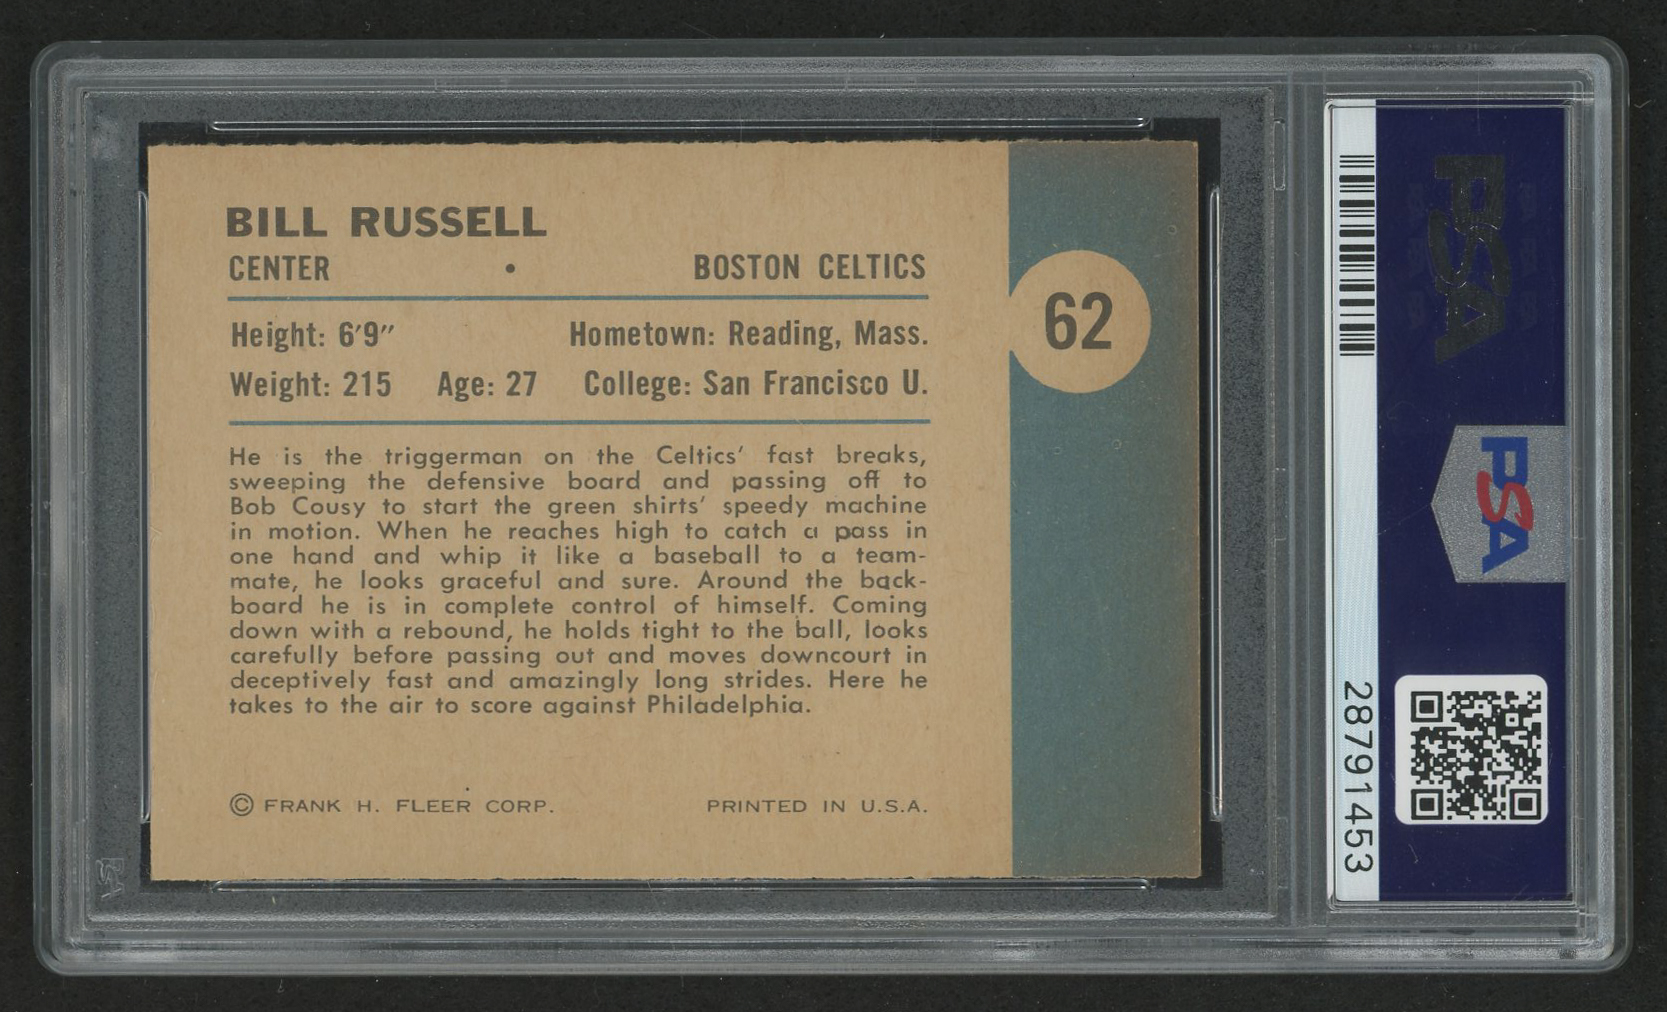 BILL RUSSELL
CENTER • BOSTON CELTICS
Height: 6'9" Hometown: Reading, Mass.
Weight: 215 Age: 27 College: San Francisco U.
62
He is the triggerman on the Celtics' fast breaks,
sweeping the defensive board and passing off to
Bob Cousy to start the green shirts' speedy machine
in motion. When he reaches high to catch a pass in
one hand and whip it like a baseball to a team-
mate, he looks graceful and sure. Around the back-
board he is in complete control of himself. Coming
down with a rebound, he holds tight to the ball, looks
carefully before passing out and moves downcourt in
deceptively fast and amazingly long strides. Here he
takes to the air to score against Philadelphia.
© FRANK H. FLEER CORP. PRINTED IN U.S.A.
PSA
PSA
28791453
PSA